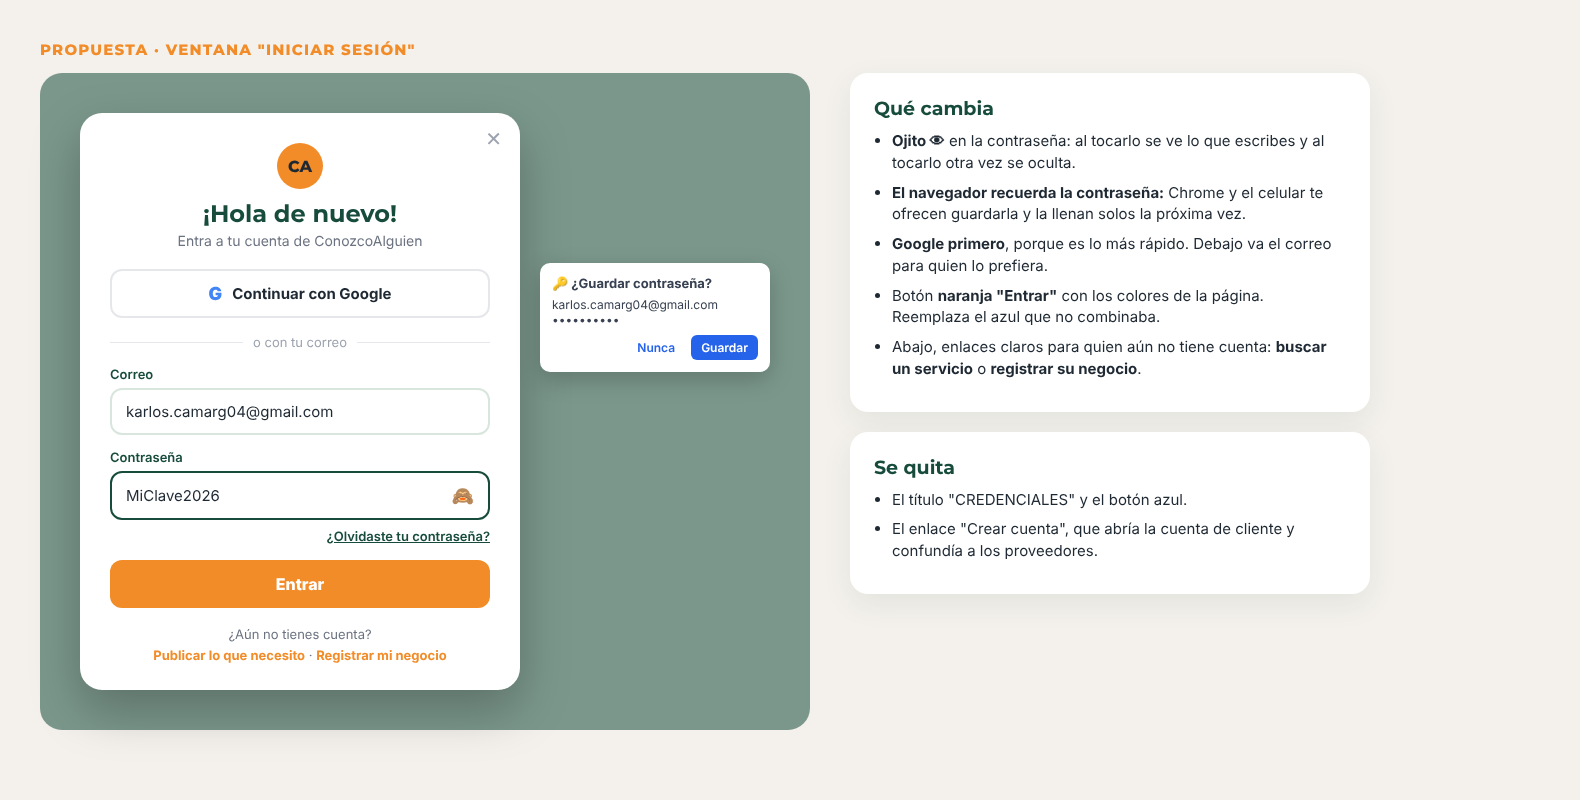 PROPUESTA · VENTANA "INICIAR SESIÓN"
×
CA
¡Hola de nuevo!
Entra a tu cuenta de ConozcoAlguien
G Continuar con Google
o con tu correo
Correo
karlos.camarg04@gmail.com
Contraseña
MiClave2026
¿Olvidaste tu contraseña?
Entrar
¿Aún no tienes cuenta?
Publicar lo que necesito · Registrar mi negocio
🔑 ¿Guardar contraseña?
karlos.camarg04@gmail.com
••••••••••
Nunca Guardar
Qué cambia
• Ojito 👁 en la contraseña: al tocarlo se ve lo que escribes y al
tocarlo otra vez se oculta.
• El navegador recuerda la contraseña: Chrome y el celular te
ofrecen guardarla y la llenan solos la próxima vez.
• Google primero, porque es lo más rápido. Debajo va el correo
para quien lo prefiera.
• Botón naranja "Entrar" con los colores de la página.
Reemplaza el azul que no combinaba.
• Abajo, enlaces claros para quien aún no tiene cuenta: buscar
un servicio o registrar su negocio.
Se quita
• El título "CREDENCIALES" y el botón azul.
• El enlace "Crear cuenta", que abría la cuenta de cliente y
confundía a los proveedores.